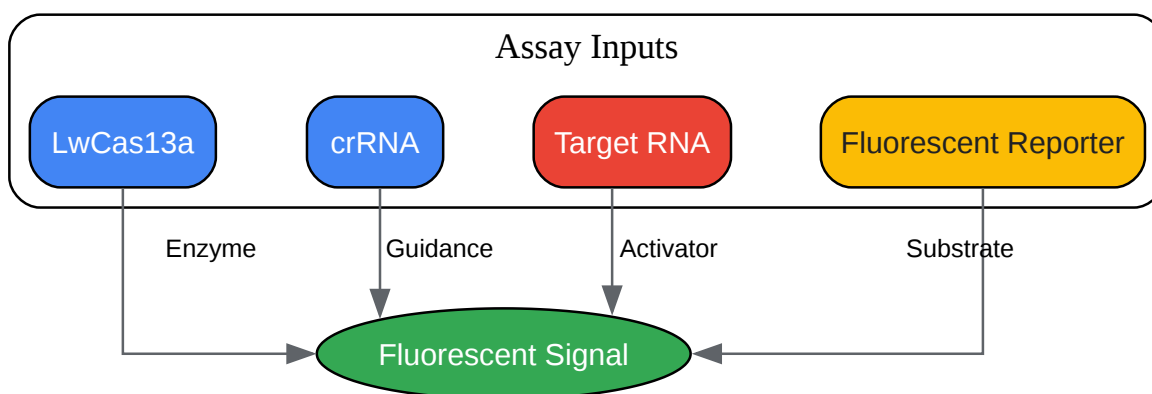 Assay Inputs
LwCas13a
crRNA
Target RNA
Fluorescent Reporter
Enzyme
Guidance
Activator
Substrate
Fluorescent Signal